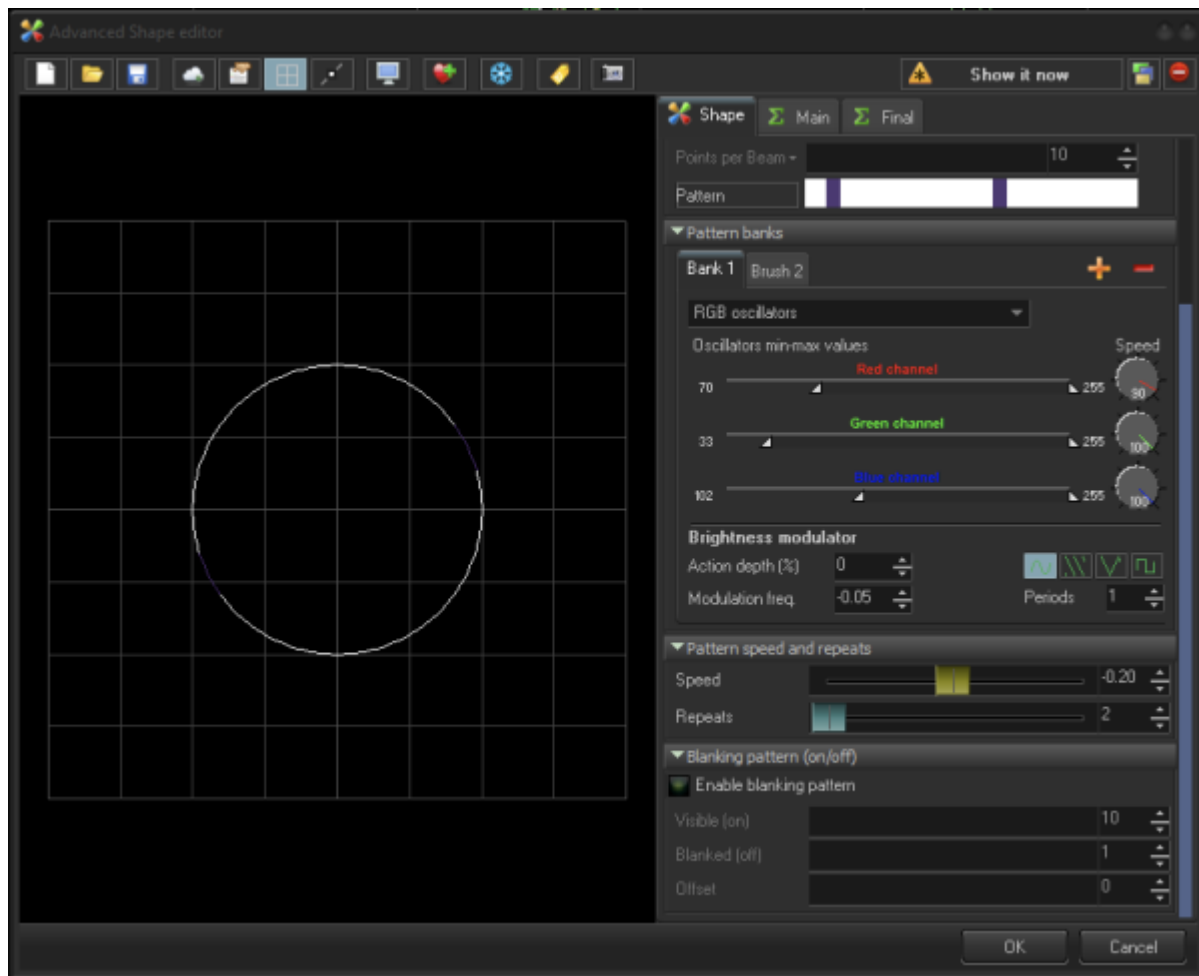 Advanced Shape editor
Show it now
Shape Σ Main Σ Final
Points per Beam 10
Pattern
Pattern banks
Bank 1 Brush 2
RGB oscillators
Oscillators min-max values Speed
Red channel
70 255 90
Green channel
33 255 100
Blue channel
102 255 100
Brightness modulator
Action depth (%) 0
Modulation freq. -0.05 Periods 1
Pattern speed and repeats
Speed -0.20
Repeats 2
Blanking pattern (on/off)
Enable blanking pattern
Visible (on) 10
Blanked (off) 1
Offset 0
OK Cancel